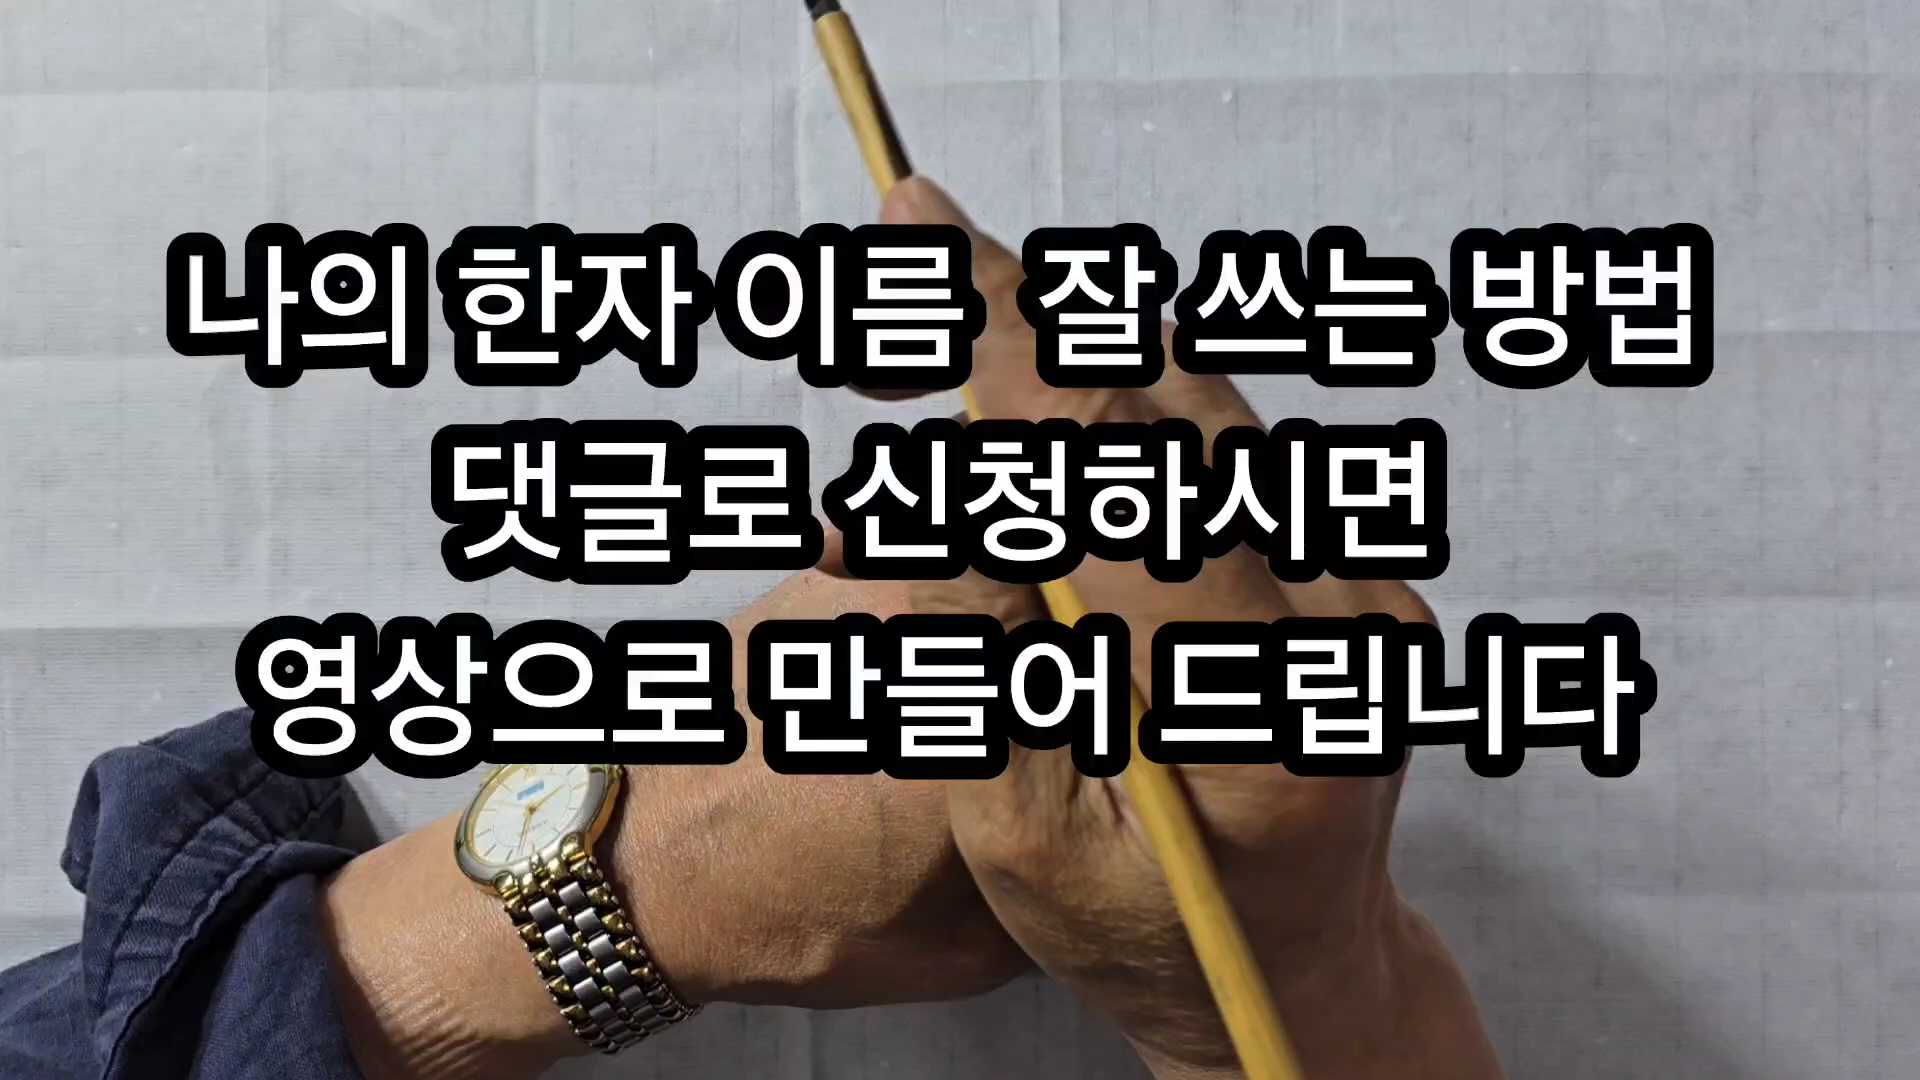 나의 한자 이름 잘 쓰는 방법
댓글로 신청하시면
영상으로 만들어 드립니다